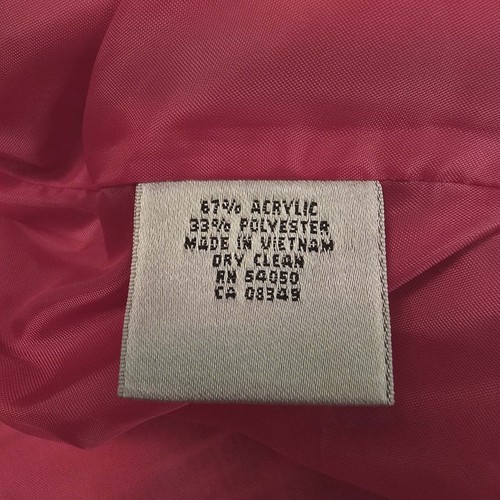 67% ACRYLIC
33% POLYESTER
MADE IN VIETNAM
DRY CLEAN
RN 54050
CA 08349